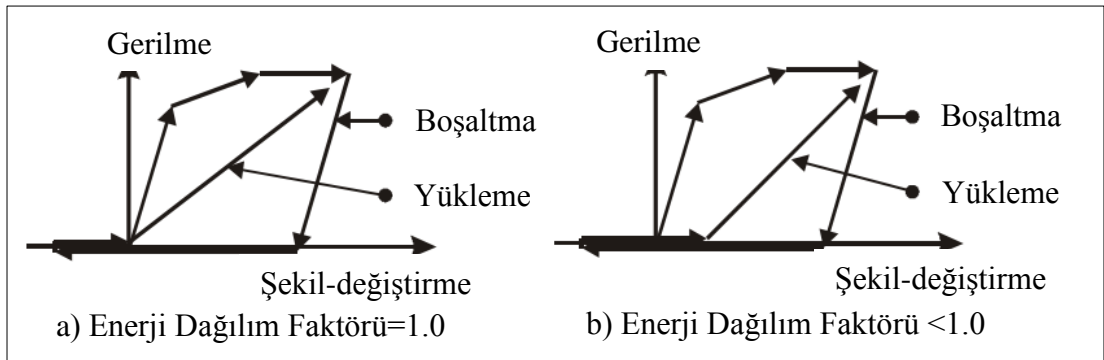 Gerilme
Boşaltma
Yükleme
Şekil-değiştirme
a) Enerji Dağılım Faktörü=1.0
Gerilme
Boşaltma
Yükleme
Şekil-değiştirme
b) Enerji Dağılım Faktörü <1.0